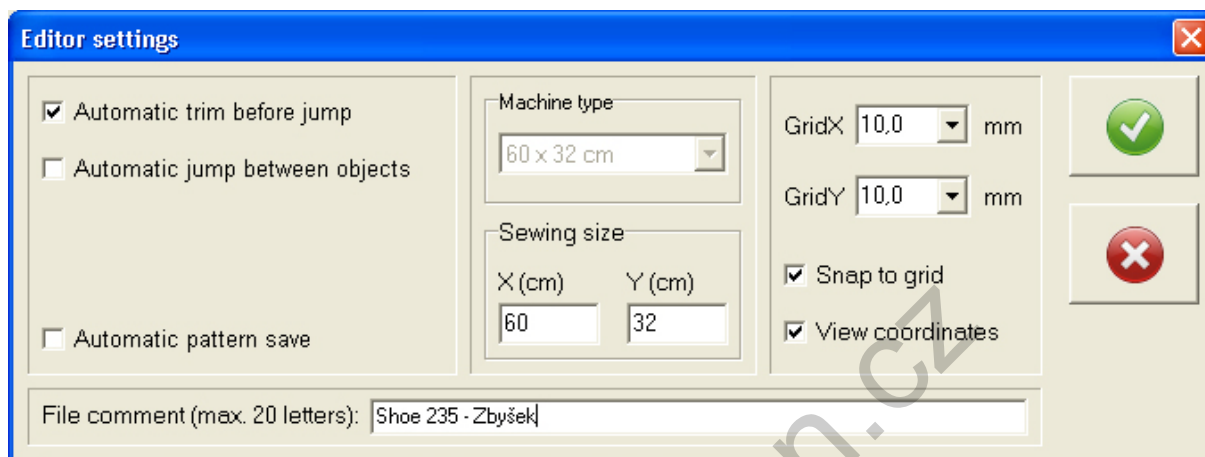 Editor settings
Automatic trim before jump
Automatic jump between objects
Automatic pattern save
Machine type
60 x 32 cm
Sewing size
X (cm) Y (cm)
60 32
GridX 10,0 mm
GridY 10,0 mm
Snap to grid
View coordinates
File comment (max. 20 letters): Shoe 235 - Zbyšek
n.cz